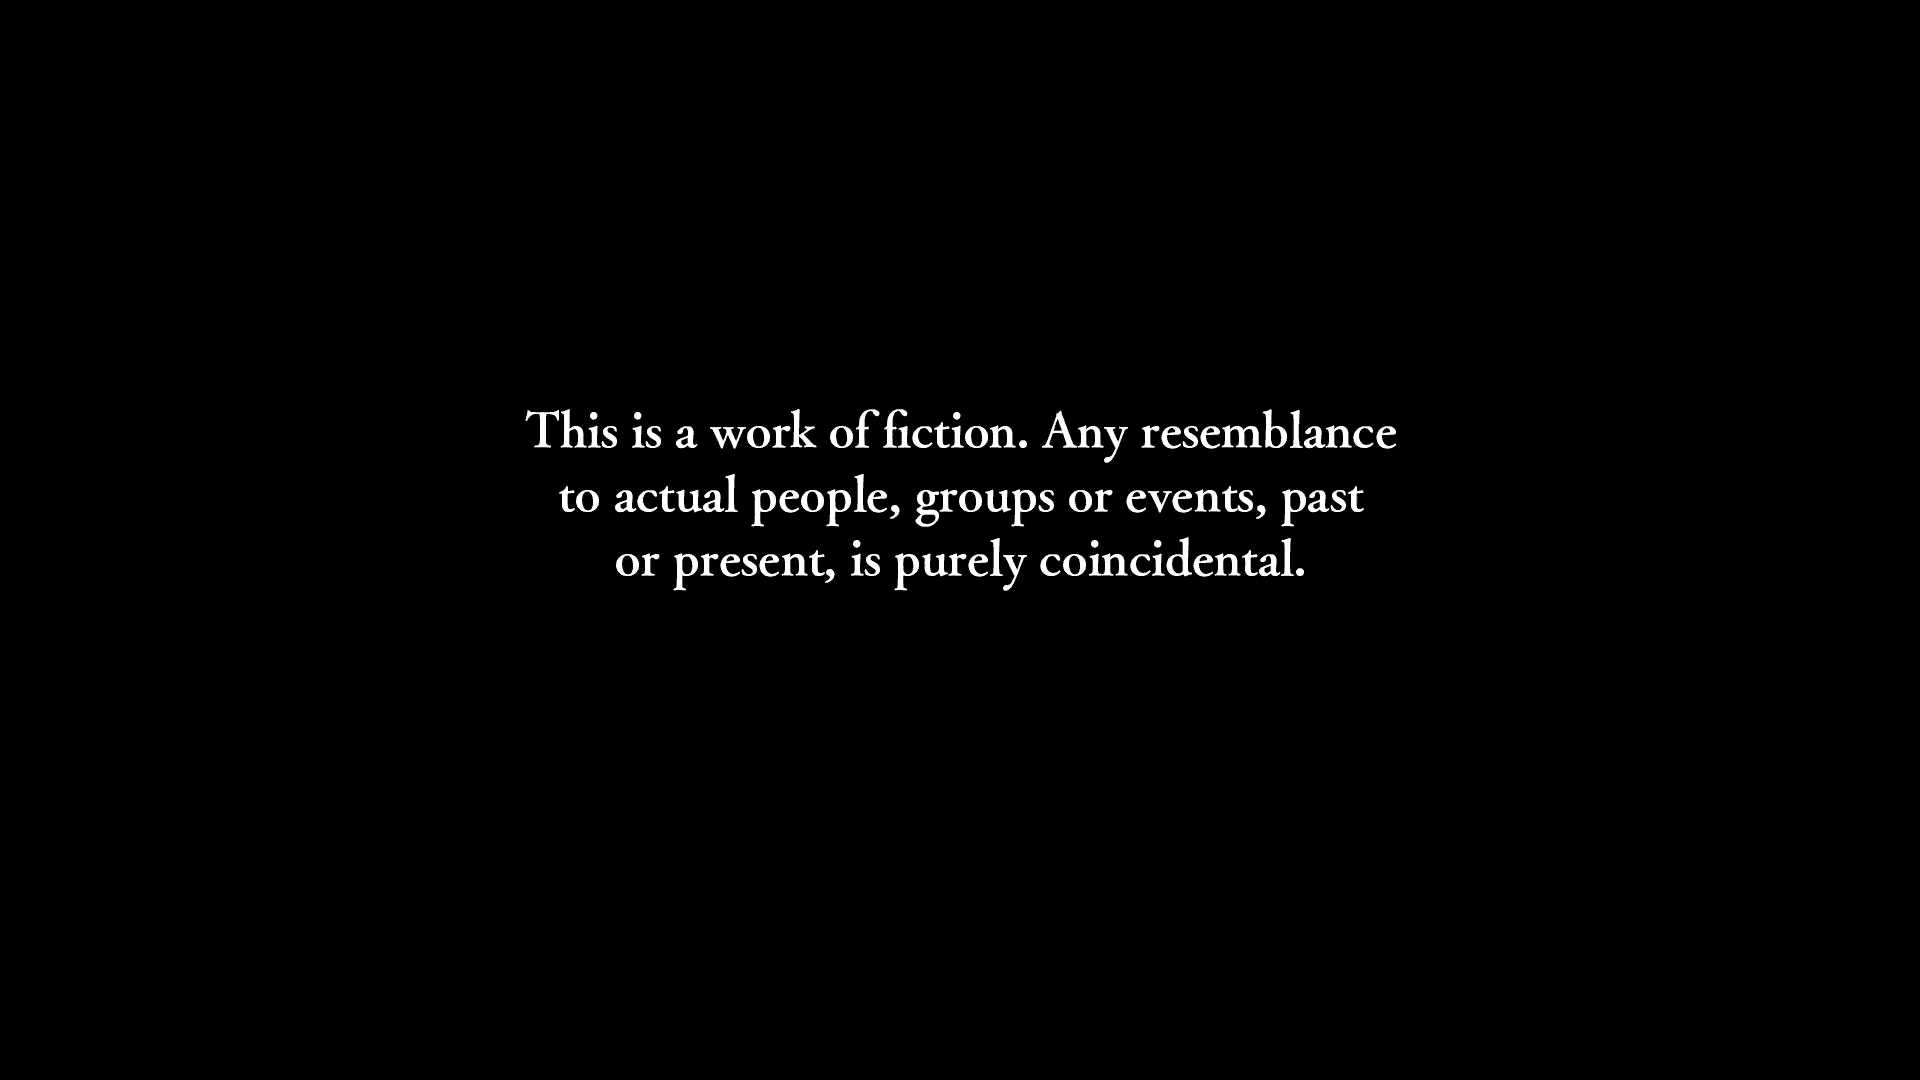 This is a work of fiction. Any resemblance
to actual people, groups or events, past
or present, is purely coincidental.